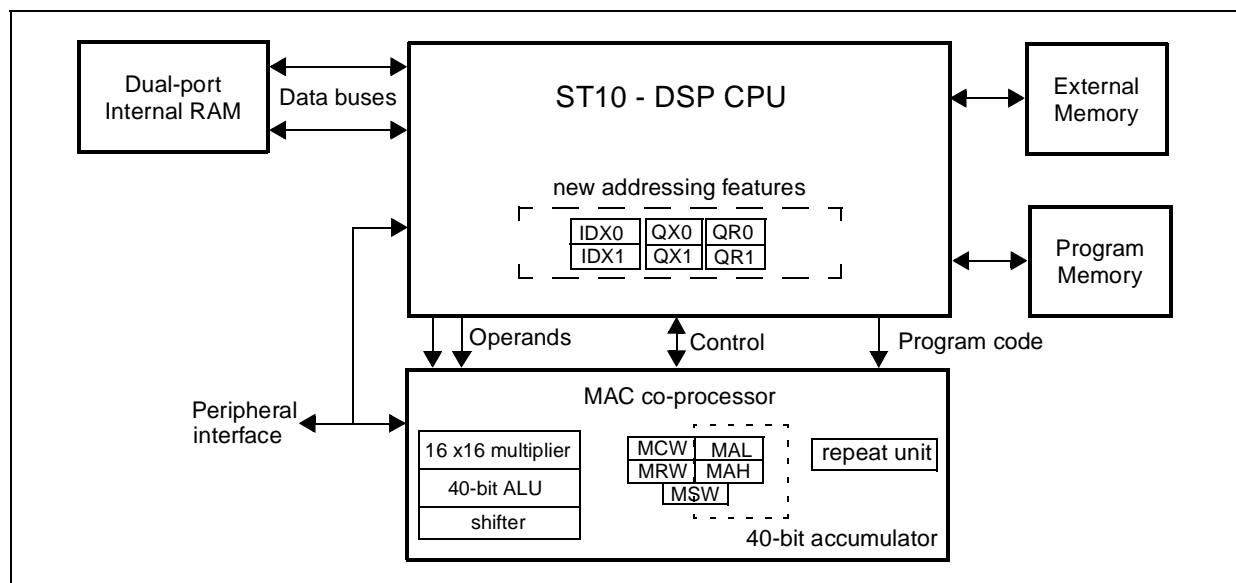 Dual-port
Internal RAM
Data buses
ST10 - DSP CPU
External
Memory
new addressing features
IDX0 QX0 QR0
IDX1 QX1 QR1
Program
Memory
Operands
Control
Program code
MAC co-processor
Peripheral
interface
16 x16 multiplier
40-bit ALU
shifter
MCW MAL
MRW MAH
MSW
repeat unit
40-bit accumulator